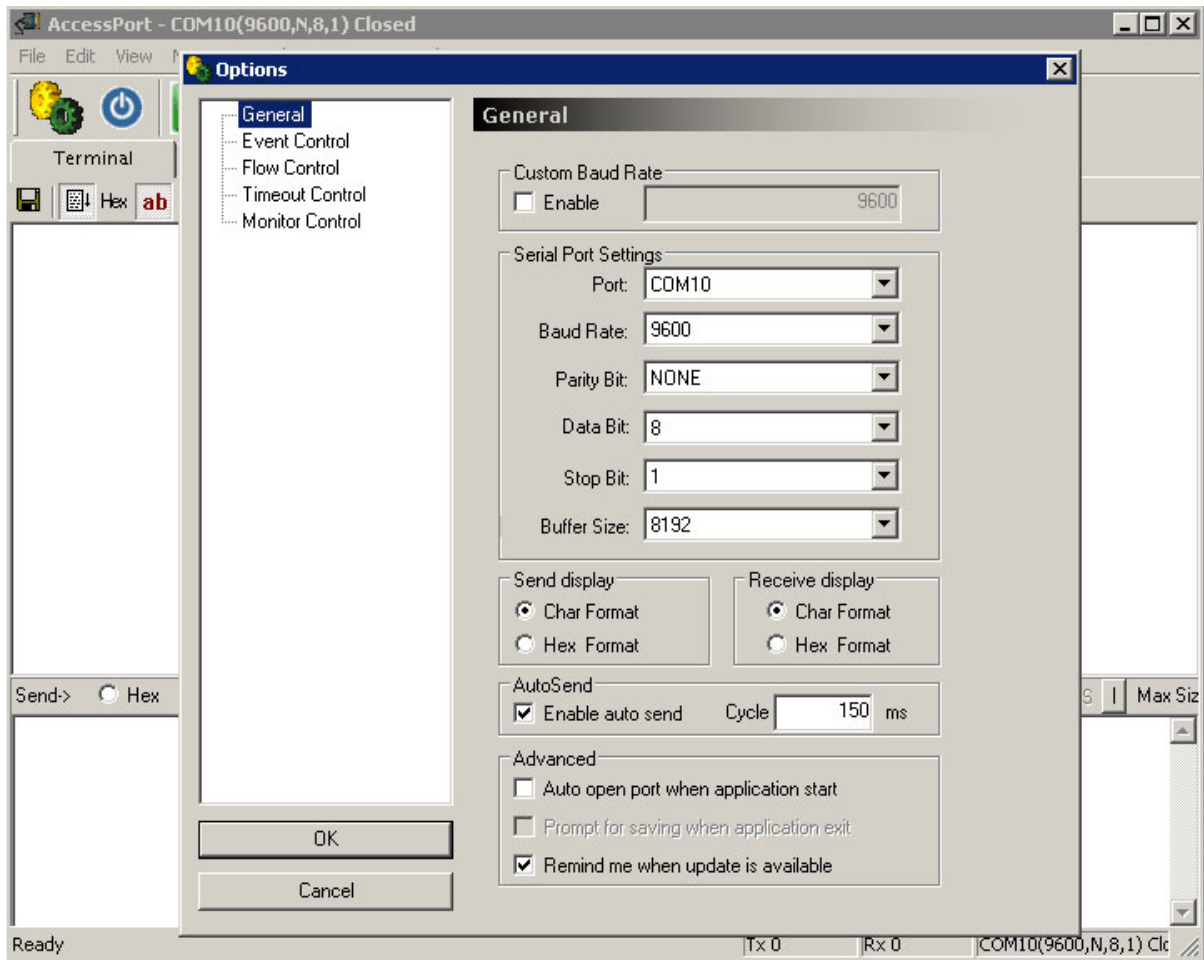 AccessPort - COM10(9600,N,8,1) Closed
File Edit View
Options
Terminal
Hex ab
General
Event Control
Flow Control
Timeout Control
Monitor Control
General
Custom Baud Rate
Enable 9600
Serial Port Settings
Port: COM10
Baud Rate: 9600
Parity Bit: NONE
Data Bit: 8
Stop Bit: 1
Buffer Size: 8192
Send display
Char Format
Hex Format
Receive display
Char Format
Hex Format
AutoSend
Enable auto send Cycle 150 ms
Advanced
Auto open port when application start
Prompt for saving when application exit
Remind me when update is available
OK
Cancel
Send-> Hex
Max Siz
Ready Tx 0 Rx 0 COM10(9600,N,8,1) Clo